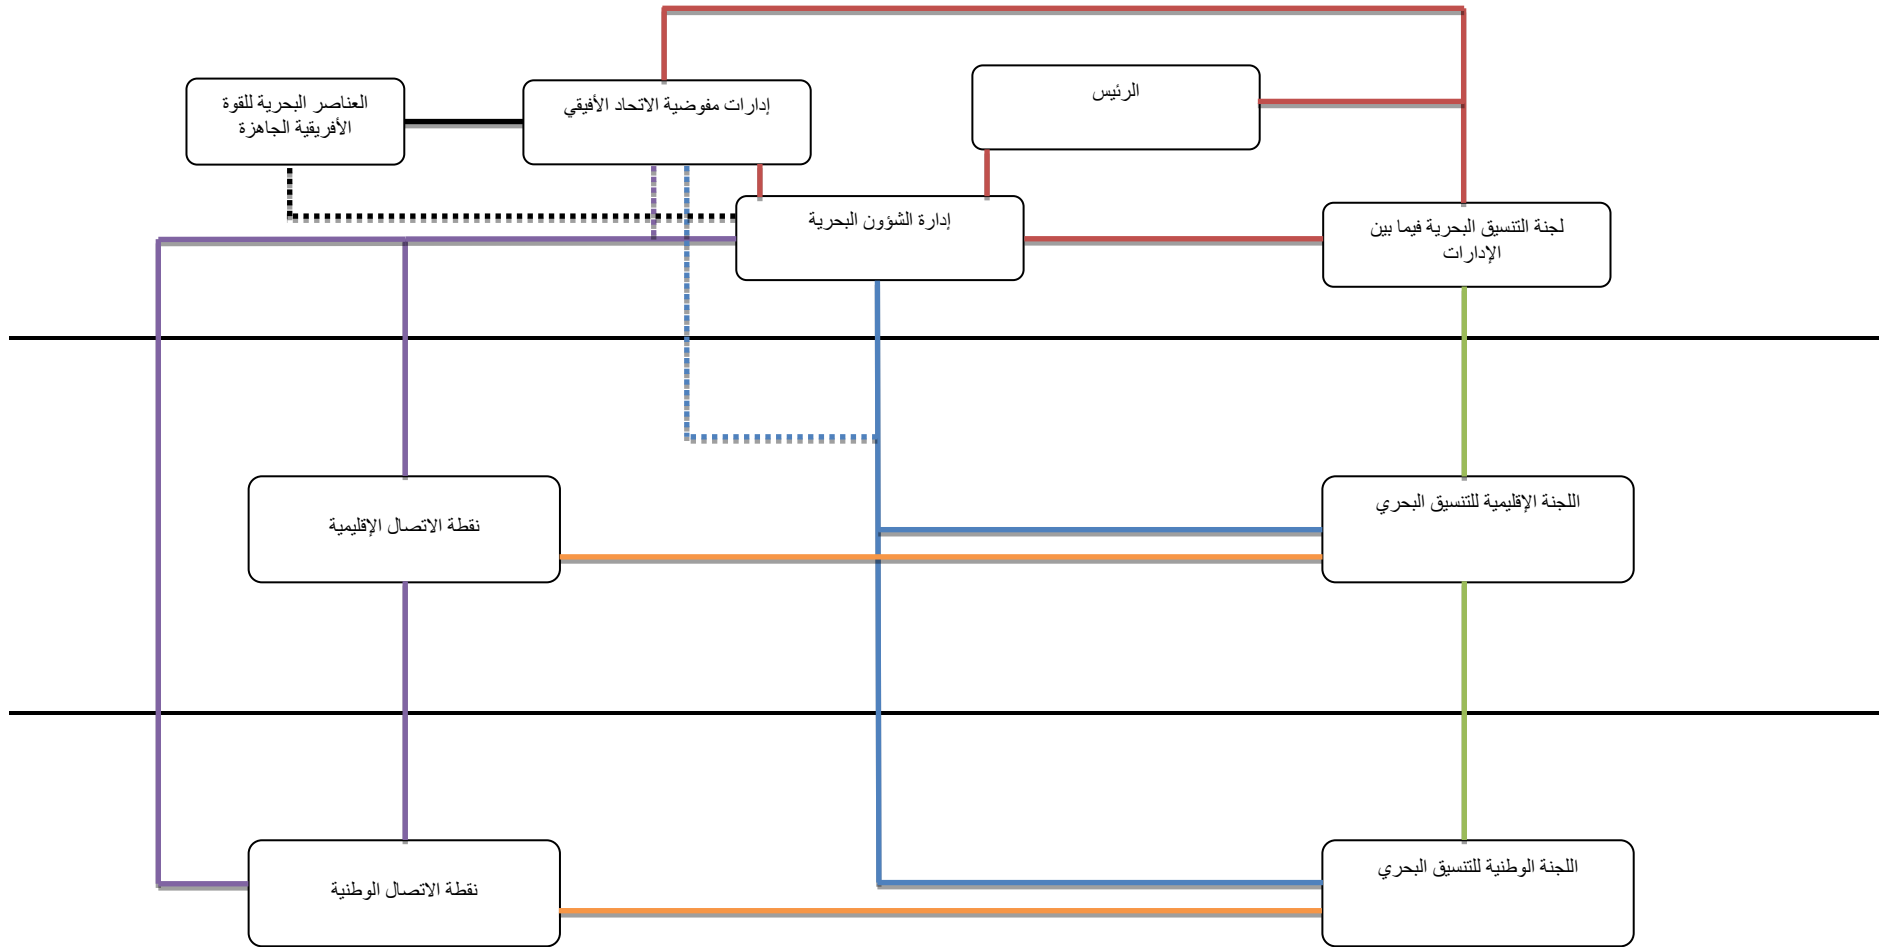 الرئيس
إدارات مفوضية الاتحاد الأفيقي
العناصر البحرية للقوة
الأفريقية الجاهزة
لجنة التنسيق البحرية فيما بين
الإدارات
إدارة الشؤون البحرية
اللجنة الإقليمية للتنسيق البحري
نقطة الاتصال الإقليمية
اللجنة الوطنية للتنسيق البحري
نقطة الاتصال الوطنية